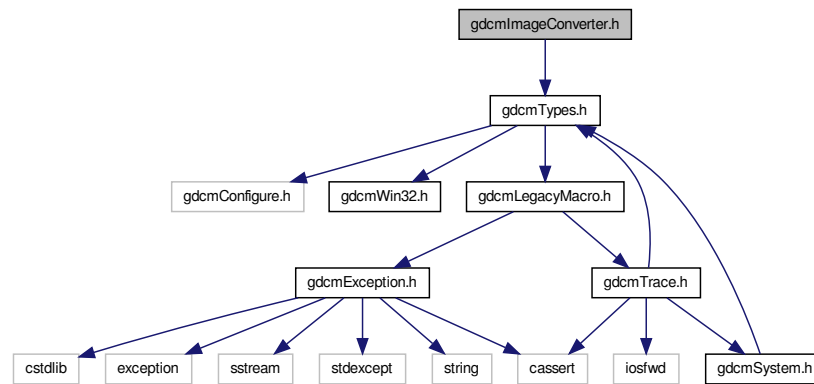 gdcmImageConverter.h
gdcmTypes.h
gdcmConfigure.h
gdcmWin32.h
gdcmLegacyMacro.h
gdcmException.h
gdcmTrace.h
cstdlib
exception
sstream
stdexcept
string
cassert
iosfwd
gdcmSystem.h